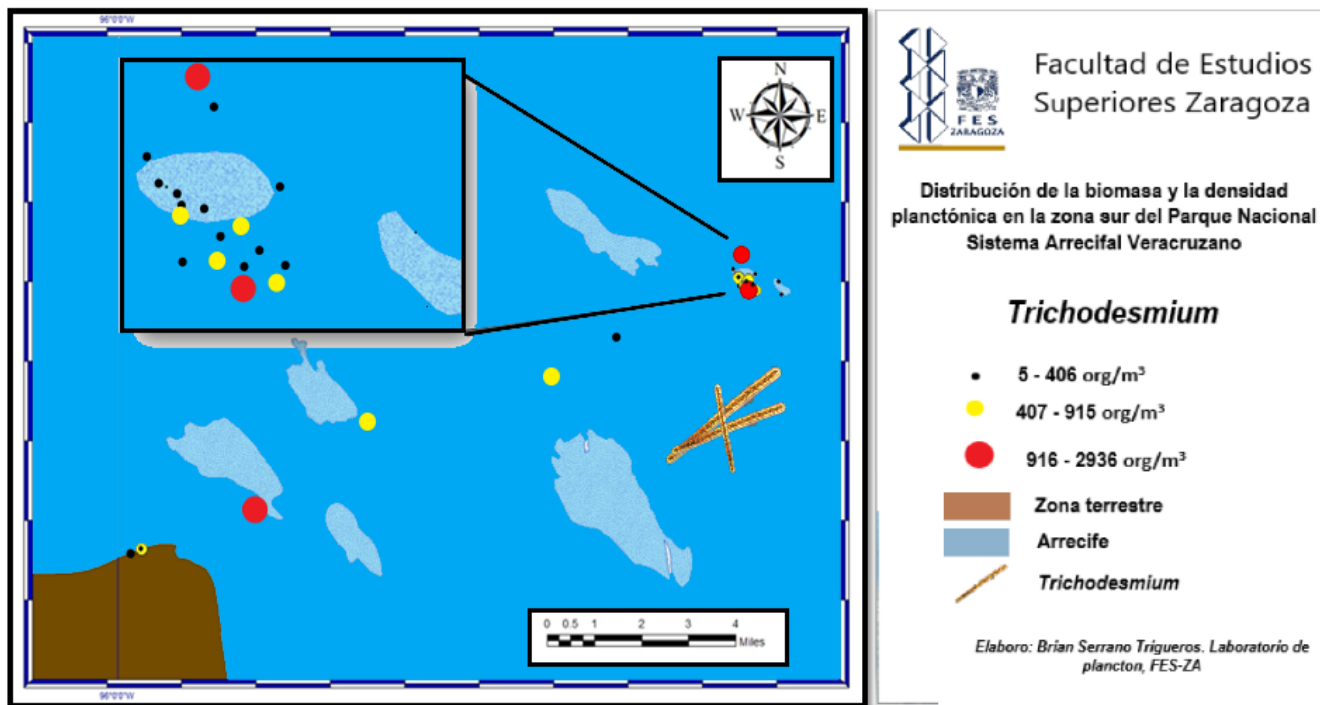 96°0'0"W
N
W E
S
0 0.5 1 2 3 4
Miles
96°0'0"W
FES
ZARAGOZA
Facultad de Estudios
Superiores Zaragoza
Distribución de la biomasa y la densidad
planctónica en la zona sur del Parque Nacional
Sistema Arrecifal Veracruzano
Trichodesmium
5 - 406 org/m³
407 - 915 org/m³
916 - 2936 org/m³
Zona terrestre
Arrecife
Trichodesmium
Elaboro: Brian Serrano Trigueros. Laboratorio de
plancton, FES-ZA